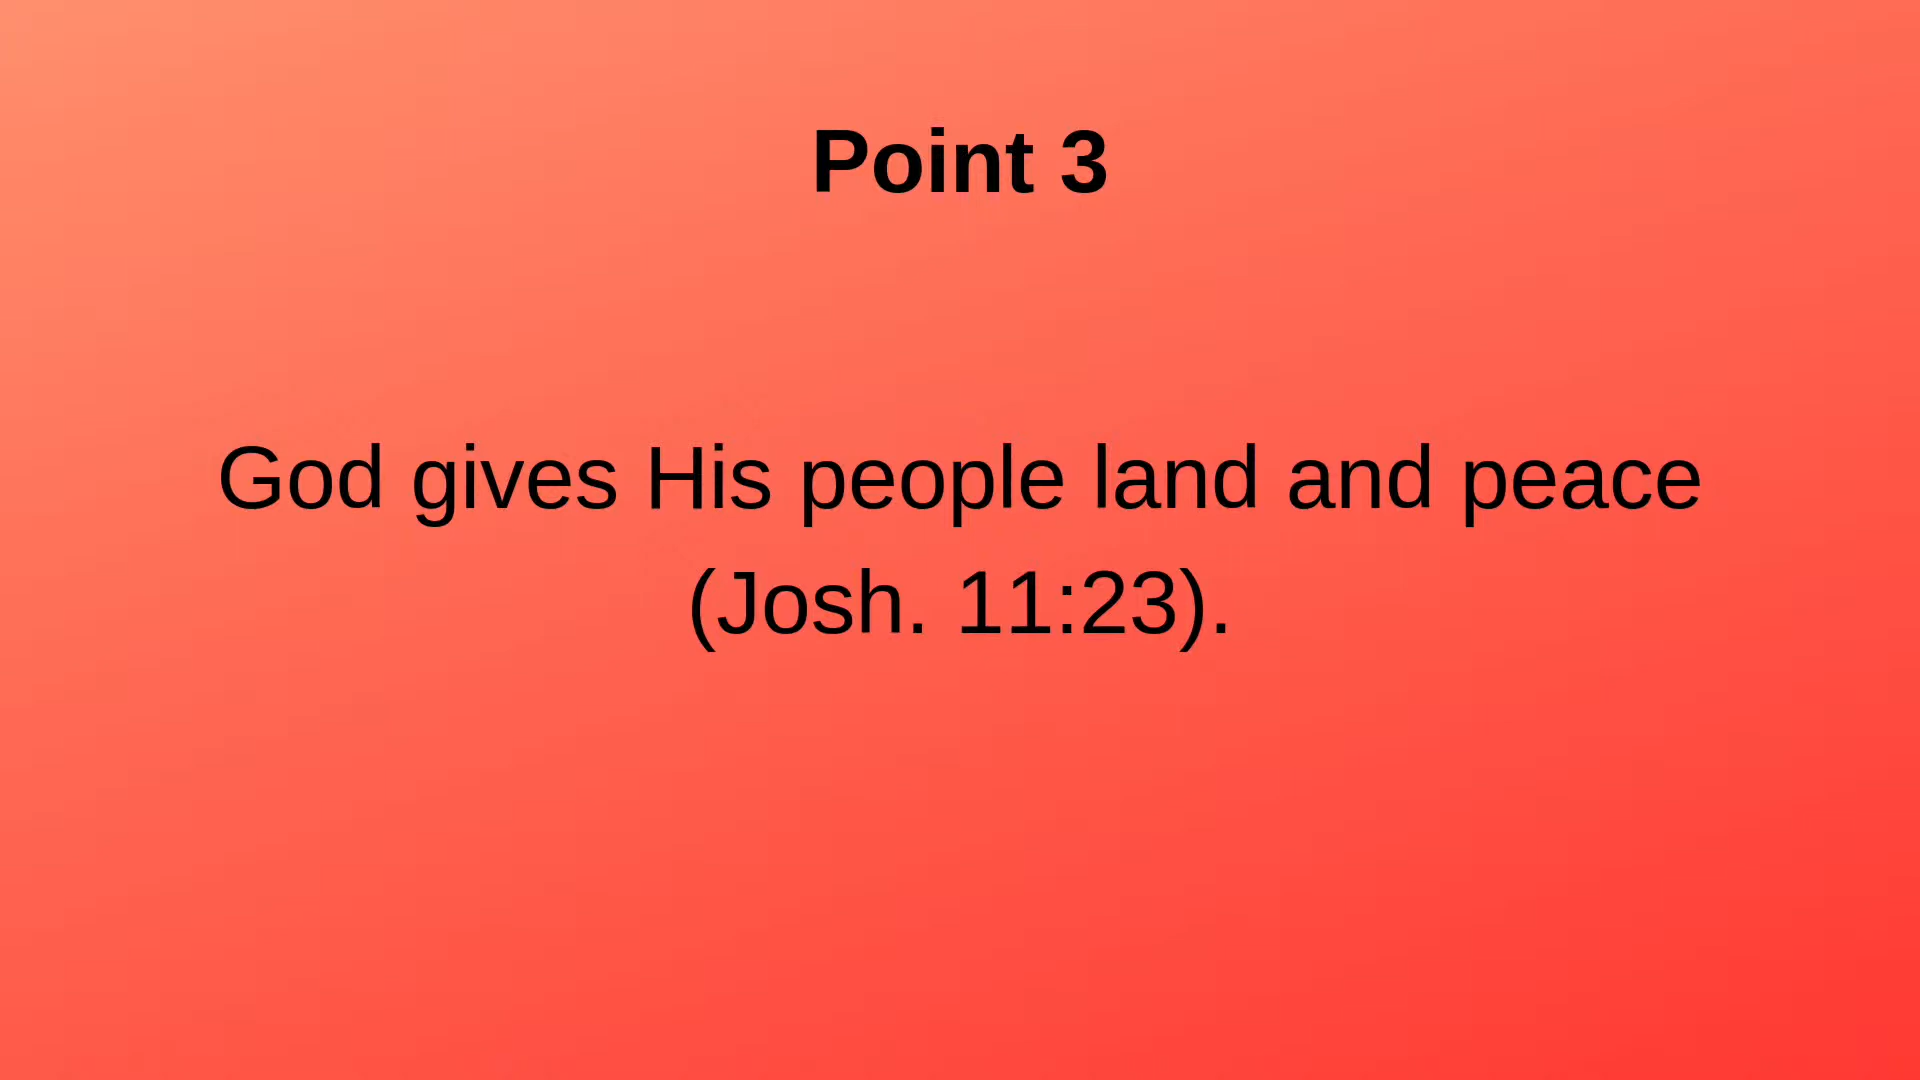 Point 3
God gives His people land and peace
(Josh. 11:23).